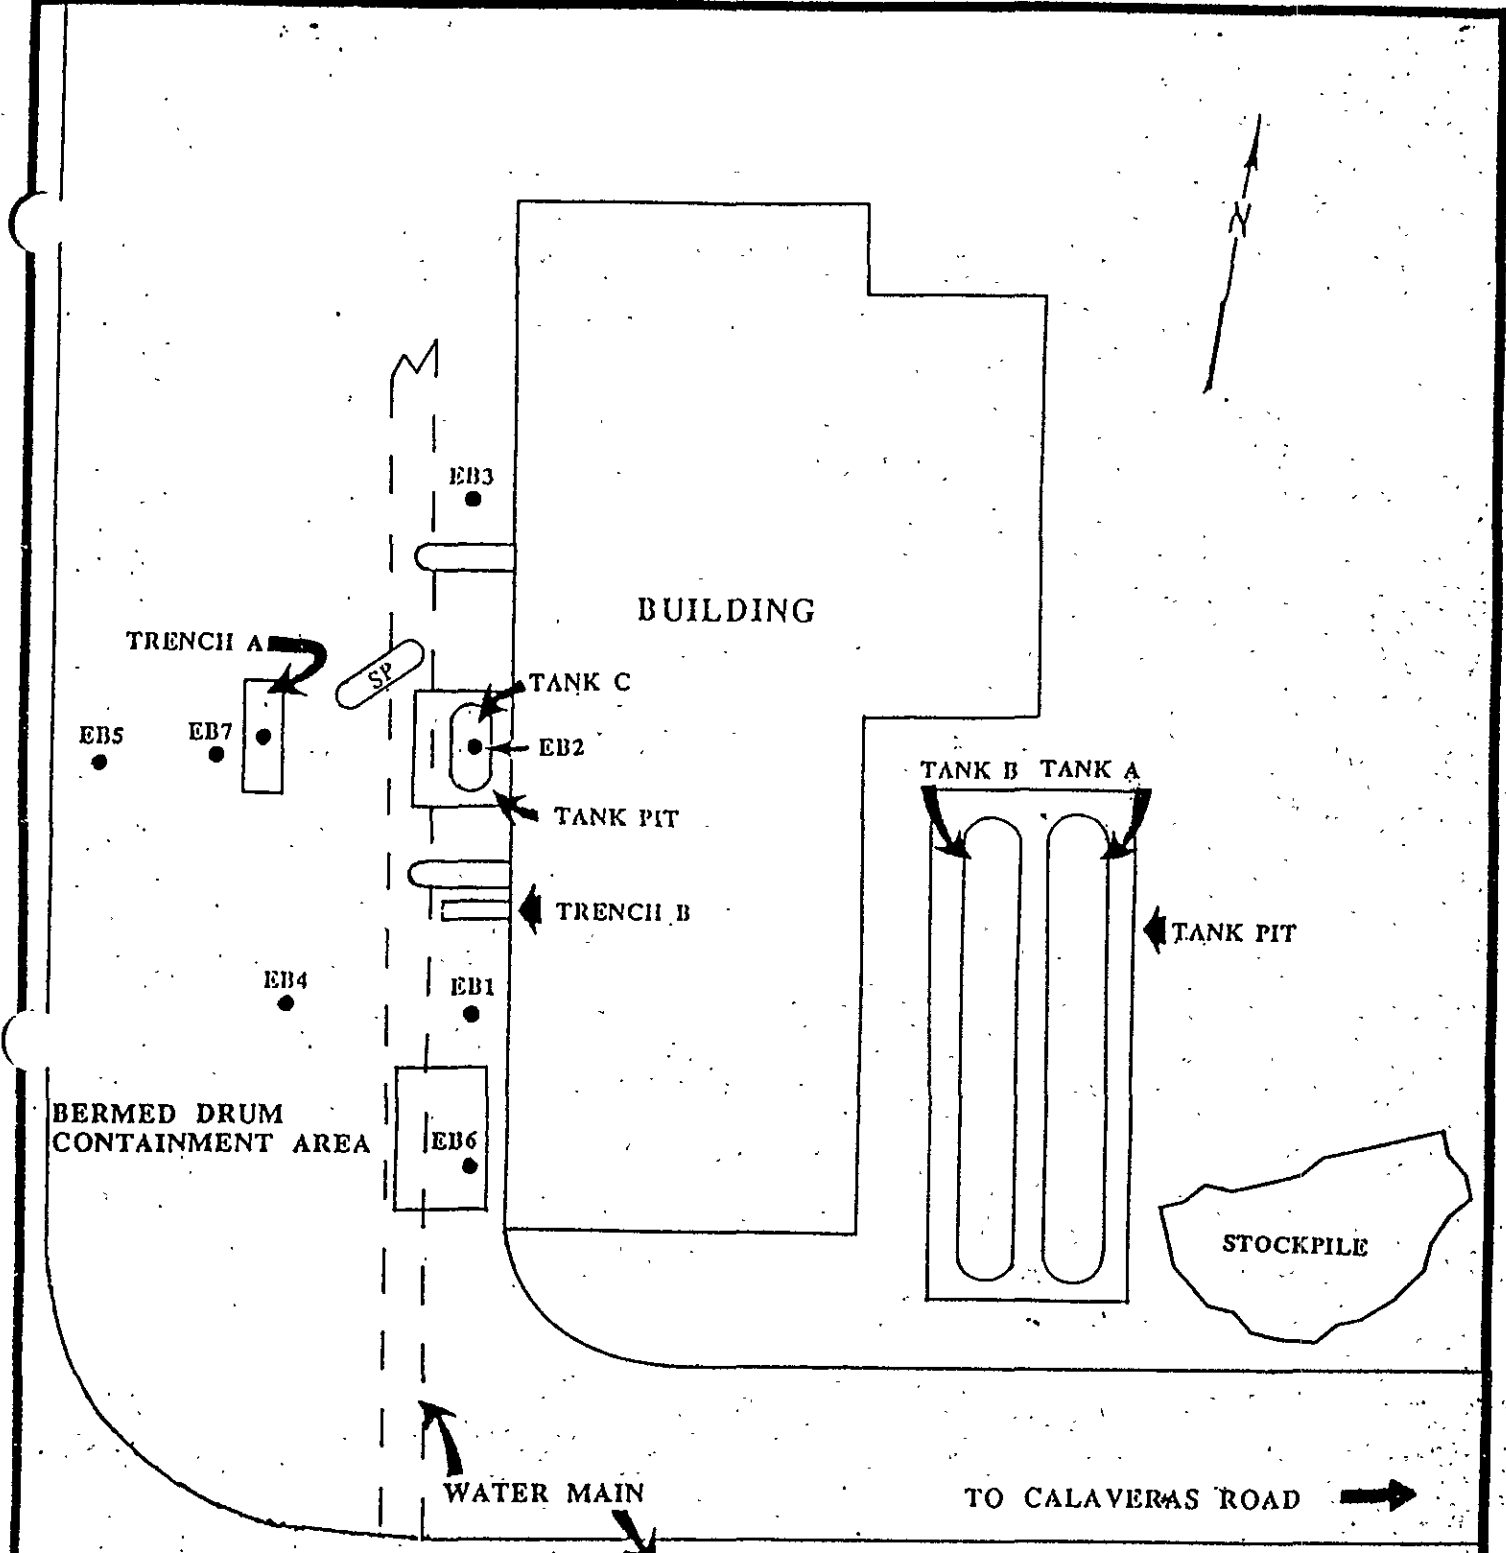 N
EB3
BUILDING
TRENCH A
SP
TANK C
EB5
EB7
EB2
TANK B TANK A
TANK PIT
TRENCH B
TANK PIT
EB4
EB1
BERMED DRUM
CONTAINMENT AREA
EB6
STOCKPILE
WATER MAIN
TO CALAVERAS ROAD